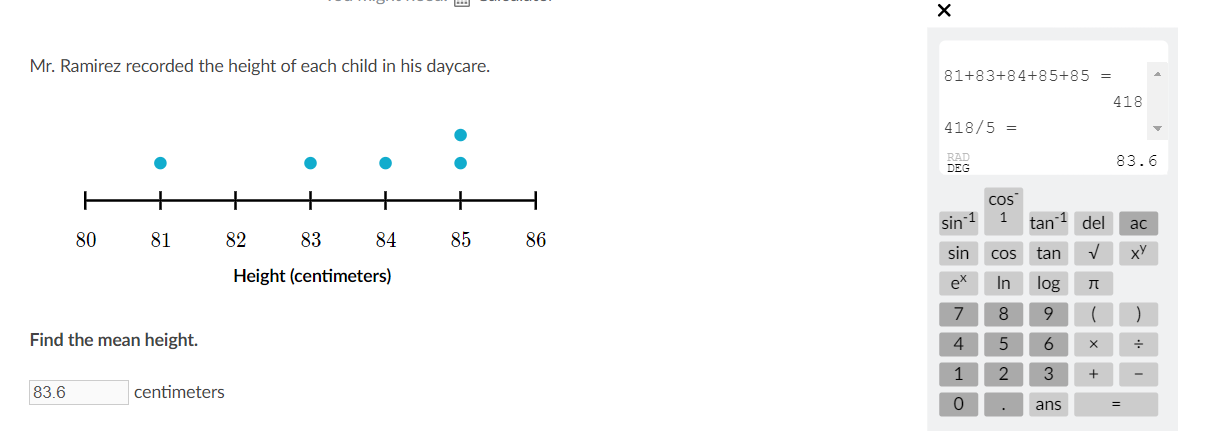 Mr. Ramirez recorded the height of each child in his daycare.
80 81 82 83 84 85 86
Height (centimeters)
Find the mean height.
83.6 centimeters
81+83+84+85+85 =
418
418/5 =
RAD
DEG
83.6
sin⁻¹ cos⁻¹ tan⁻¹ del ac
sin cos tan √ xʸ
eˣ ln log π
7 8 9 ( )
4 5 6 × ÷
1 2 3 + −
0 . ans =